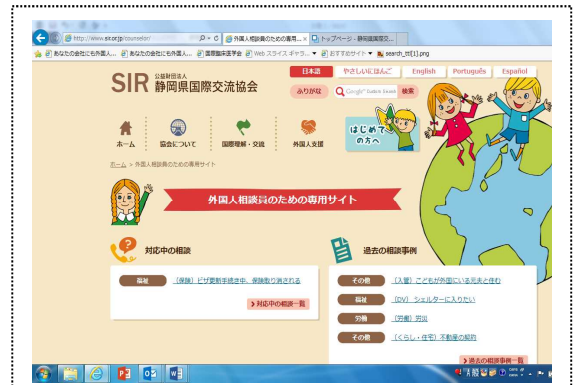 http://www.sir.or.jp/counselor/
外国人相談員のための専用...
トップページ - 静岡県国際交...
あなたの会社にも外国人...
あなたの会社にも外国人...
国際臨床医学会
Web スライス ギャラ...
おすすめサイト
search_ttl[1].png
日本語
やさしいにほんご
English
Português
Español
SIR 公益財団法人
静岡県国際交流協会
ふりがな
検索
ホーム
協会について
国際理解・交流
外国人支援
はじめての方へ
ホーム > 外国人相談員のための専用サイト
外国人相談員のための専用サイト
対応中の相談
福祉 (保険) ビザ更新手続き中、保険取り消される
対応中の相談一覧
過去の相談事例
その他 (入管) こどもが外国にいる元夫と住む
福祉 (DV) シェルターに入りたい
労働 (労働) 労災
その他 (くらし・住宅) 不動産の契約
過去の相談事例一覧